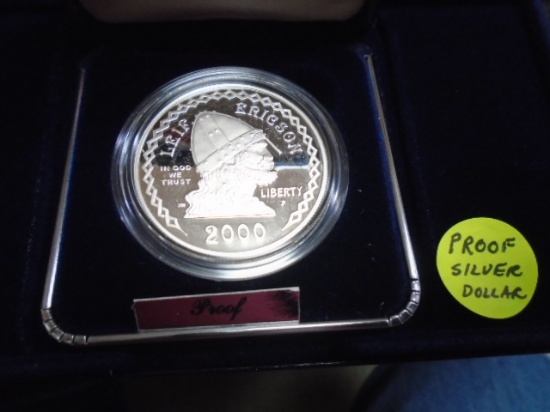 LEIF ERICSON
IN GOD
WE
TRUST
LIBERTY
P
2000
Proof
PROOF
SILVER
DOLLAR